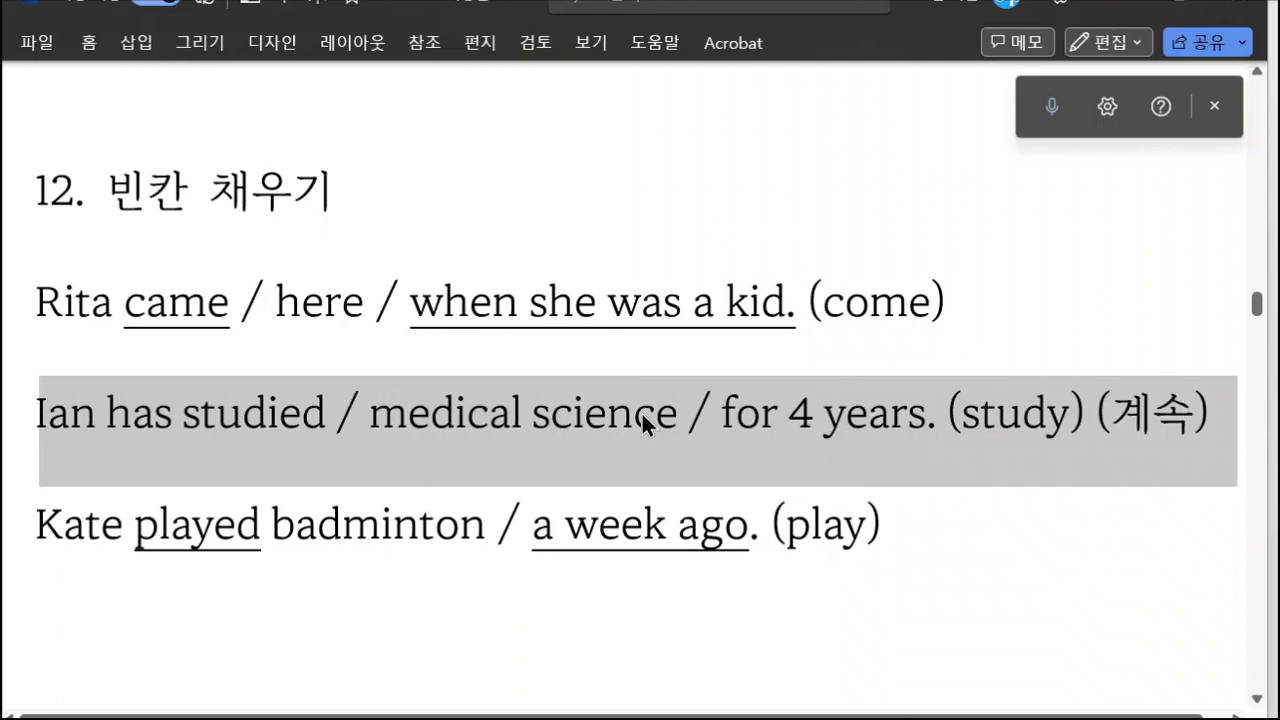 파일 홈 삽입 그리기 디자인 레이아웃 참조 편지 검토 보기 도움말 Acrobat 메모 편집 공유
12. 빈칸 채우기
Rita came / here / when she was a kid. (come)
Ian has studied / medical science / for 4 years. (study) (계속)
Kate played badminton / a week ago. (play)